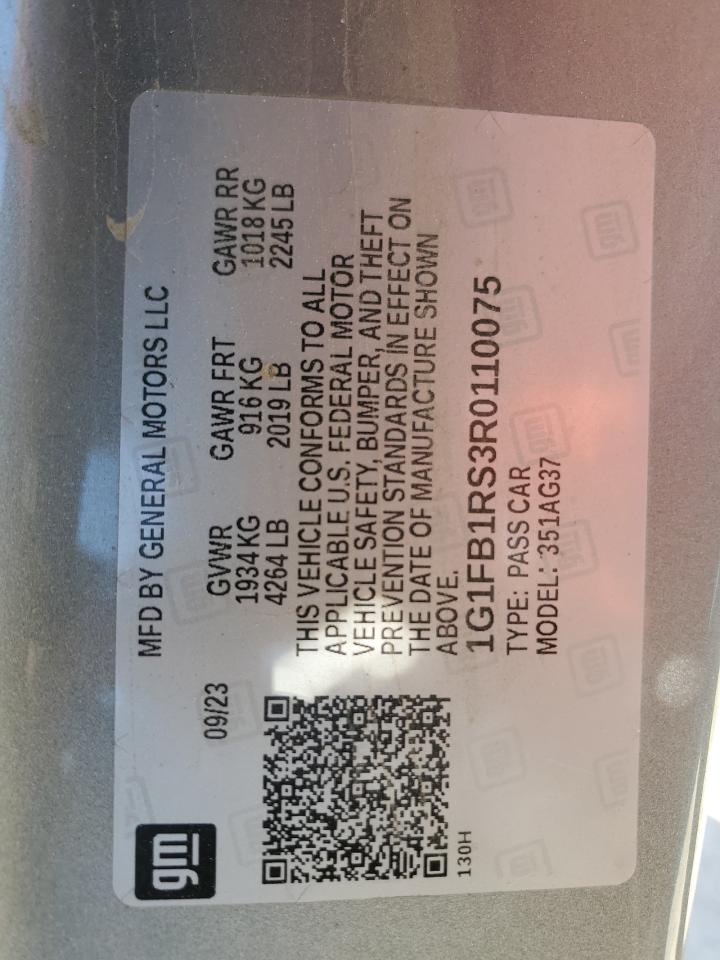 gm
MFD BY GENERAL MOTORS LLC
09/23
GVWR GAWR FRT GAWR RR
1934 KG 916 KG 1018 KG
4264 LB 2019 LB 2245 LB
THIS VEHICLE CONFORMS TO ALL
APPLICABLE U.S. FEDERAL MOTOR
VEHICLE SAFETY, BUMPER, AND THEFT
PREVENTION STANDARDS IN EFFECT ON
THE DATE OF MANUFACTURE SHOWN
ABOVE.
130H
1G1FB1RS3R0110075
TYPE: PASS CAR
MODEL: 351AG37